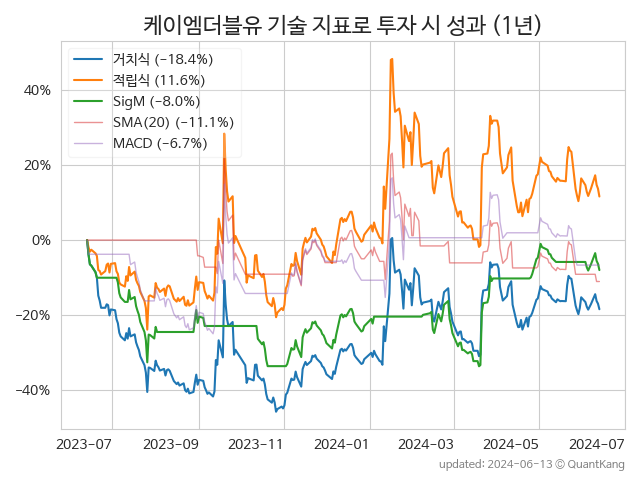 케이엠더블유 기술 지표로 투자 시 성과 (1년)
거치식 (−18.4%)
적립식 (11.6%)
SigM (−8.0%)
SMA(20) (−11.1%)
MACD (−6.7%)
40%
20%
0%
−20%
−40%
2023-07 2023-09 2023-11 2024-01 2024-03 2024-05 2024-07
updated: 2024-06-13 © QuantKang